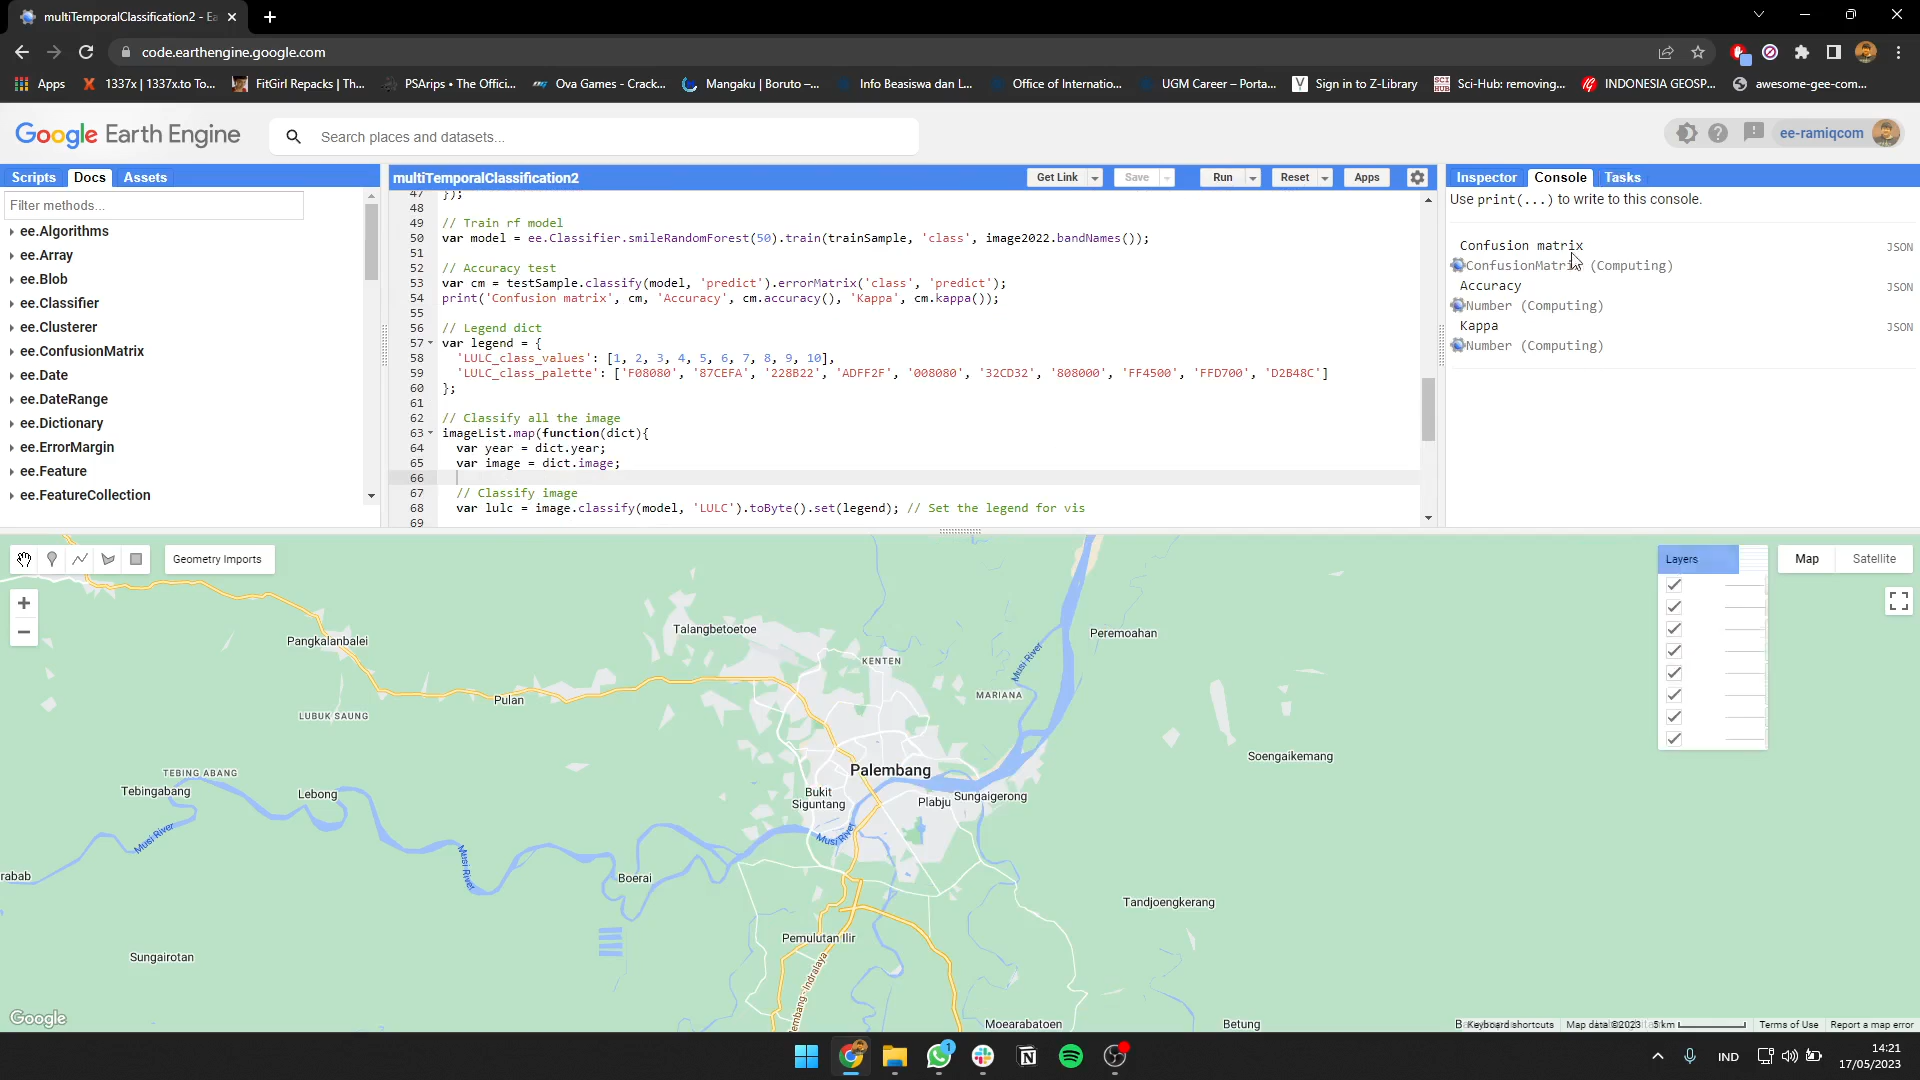 multiTemporalClassification2 - Ea
code.earthengine.google.com
Apps
1337x | 1337x.to To...
FitGirl Repacks | Th...
PSArips • The Offici...
Ova Games - Crack...
Mangaku | Boruto –...
Info Beasiswa dan L...
Office of Internatio...
UGM Career – Porta...
Sign in to Z-Library
SCI HUB
Sci-Hub: removing...
INDONESIA GEOSP...
awesome-gee-com...
Google Earth Engine
Search places and datasets...
ee-ramiqcom
Scripts Docs Assets
Filter methods...
ee.Algorithms
ee.Array
ee.Blob
ee.Classifier
ee.Clusterer
ee.ConfusionMatrix
ee.Date
ee.DateRange
ee.Dictionary
ee.ErrorMargin
ee.Feature
ee.FeatureCollection
multiTemporalClassification2
Get Link Save Run Reset Apps
47 });
48
49 // Train rf model
50 var model = ee.Classifier.smileRandomForest(50).train(trainSample, 'class', image2022.bandNames());
51
52 // Accuracy test
53 var cm = testSample.classify(model, 'predict').errorMatrix('class', 'predict');
54 print('Confusion matrix', cm, 'Accuracy', cm.accuracy(), 'Kappa', cm.kappa());
55
56 // Legend dict
57 var legend = {
58 'LULC_class_values': [1, 2, 3, 4, 5, 6, 7, 8, 9, 10],
59 'LULC_class_palette': ['F08080', '87CEFA', '228B22', 'ADFF2F', '008080', '32CD32', '808000', 'FF4500', 'FFD700', 'D2B48C']
60 };
61
62 // Classify all the image
63 imageList.map(function(dict){
64 var year = dict.year;
65 var image = dict.image;
66
67 // Classify image
68 var lulc = image.classify(model, 'LULC').toByte().set(legend); // Set the legend for vis
69
Inspector Console Tasks
Use print(...) to write to this console.
Confusion matrix JSON
ConfusionMatrix (Computing)
Accuracy JSON
Number (Computing)
Kappa JSON
Number (Computing)
Geometry Imports
Layers
Map Satellite
Pangkalanbalei
Talangbetoetoe
Peremoahan
KENTEN
Musi River
MARIANA
Pulan
LUBUK SAUNG
Soengaikemang
TEBING ABANG
Tebingabang
Lebong
Palembang
Bukit
Siguntang
Plabju
Sungaigerong
Musi River
Musi River
Musi River
rabab
Boerai
Tandjoengkerang
Pemulutan Ilir
Sungairotan
embang - Indralaya
Moearabatoen
Betung
Google
Keyboard shortcuts
Map data ©2023
5 km
Terms of Use
Report a map error
1
IND
14:21
17/05/2023